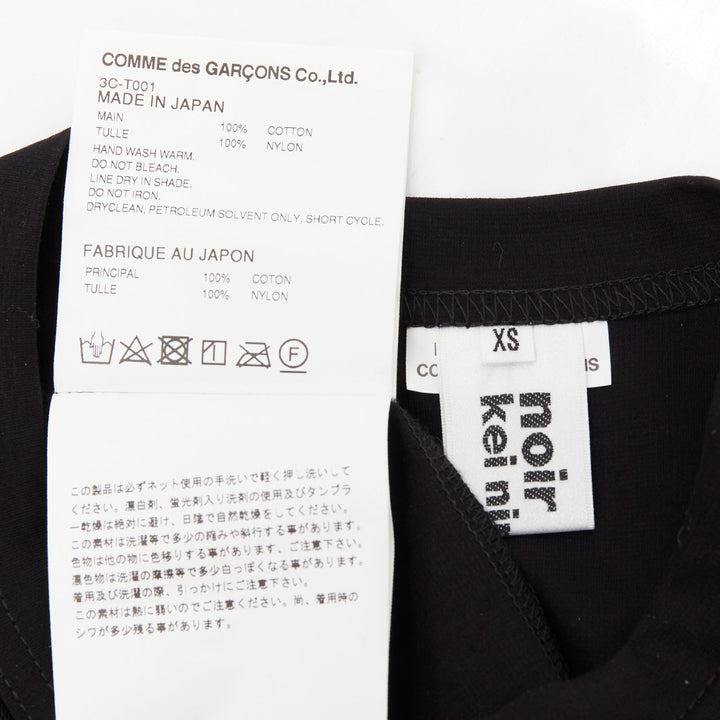 COMME des GARÇONS Co.,Ltd.
3C-T001
MADE IN JAPAN
MAIN 100% COTTON
TULLE 100% NYLON
HAND WASH WARM.
DO NOT BLEACH.
LINE DRY IN SHADE.
DO NOT IRON.
DRYCLEAN, PETROLEUM SOLVENT ONLY, SHORT CYCLE.
FABRIQUE AU JAPON
PRINCIPAL 100% COTON
TULLE 100% NYLON
F
この製品は必ずネット使用の手洗いで軽く押し洗いして
ください。漂白剤、蛍光剤入り洗剤の使用及びタンブラ
ー乾燥は絶対に避け、日陰で自然乾燥をしてください。
この素材は洗濯等で多少の縮みや斜行する事があります。
色物は他の物に色移りする事があります、ご注意下さい。
濃色物は洗濯の摩擦等で多少白っぽくなる事があります。
着用及び洗濯の際、引っかけにご注意ください。
この素材は熱に弱いのでご注意ください。尚、着用時の
シワが多少残る事があります。
XS
noir
kei